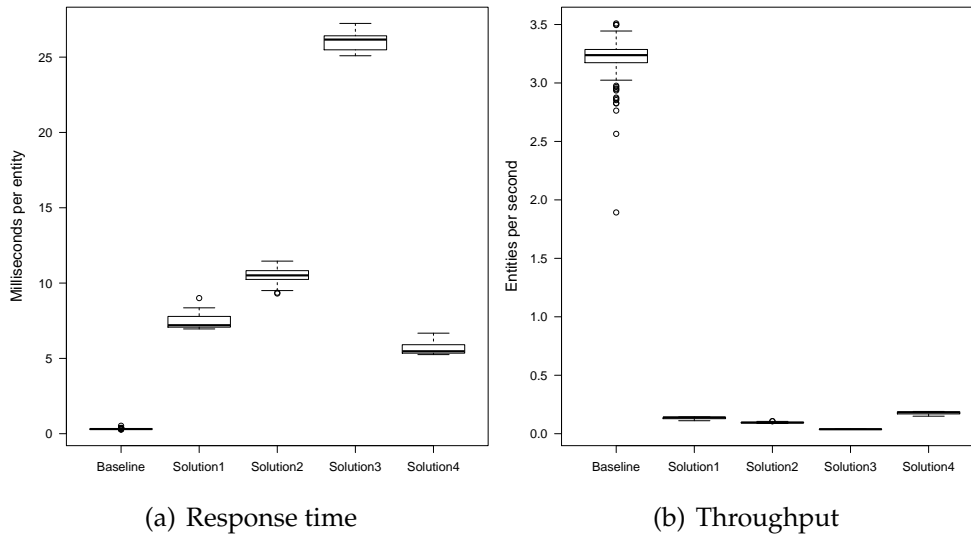 Milliseconds per entity
25
20
15
10
5
0
Baseline Solution1 Solution2 Solution3 Solution4
(a) Response time
Entities per second
3.5
3.0
2.5
2.0
1.5
1.0
0.5
0.0
Baseline Solution1 Solution2 Solution3 Solution4
(b) Throughput